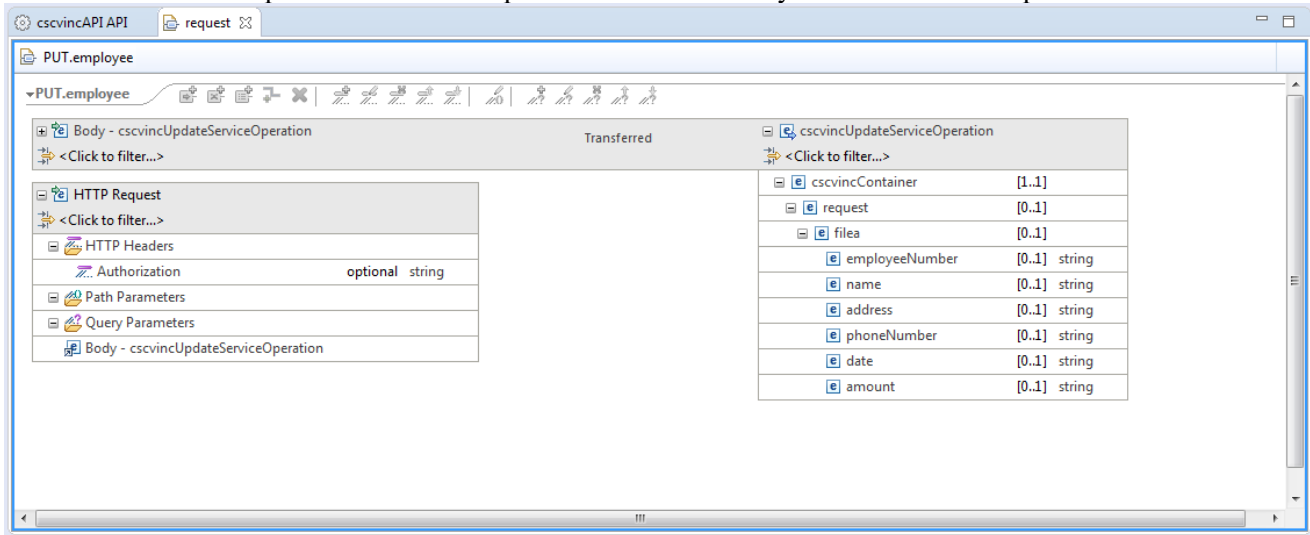 cscvincAPI API request
PUT.employee
PUT.employee
Body - cscvincUpdateServiceOperation Transferred cscvincUpdateServiceOperation
<Click to filter...> <Click to filter...>
HTTP Request cscvincContainer [1..1]
<Click to filter...> request [0..1]
HTTP Headers filea [0..1]
Authorization optional string employeeNumber [0..1] string
Path Parameters name [0..1] string
Query Parameters address [0..1] string
Body - cscvincUpdateServiceOperation phoneNumber [0..1] string
date [0..1] string
amount [0..1] string